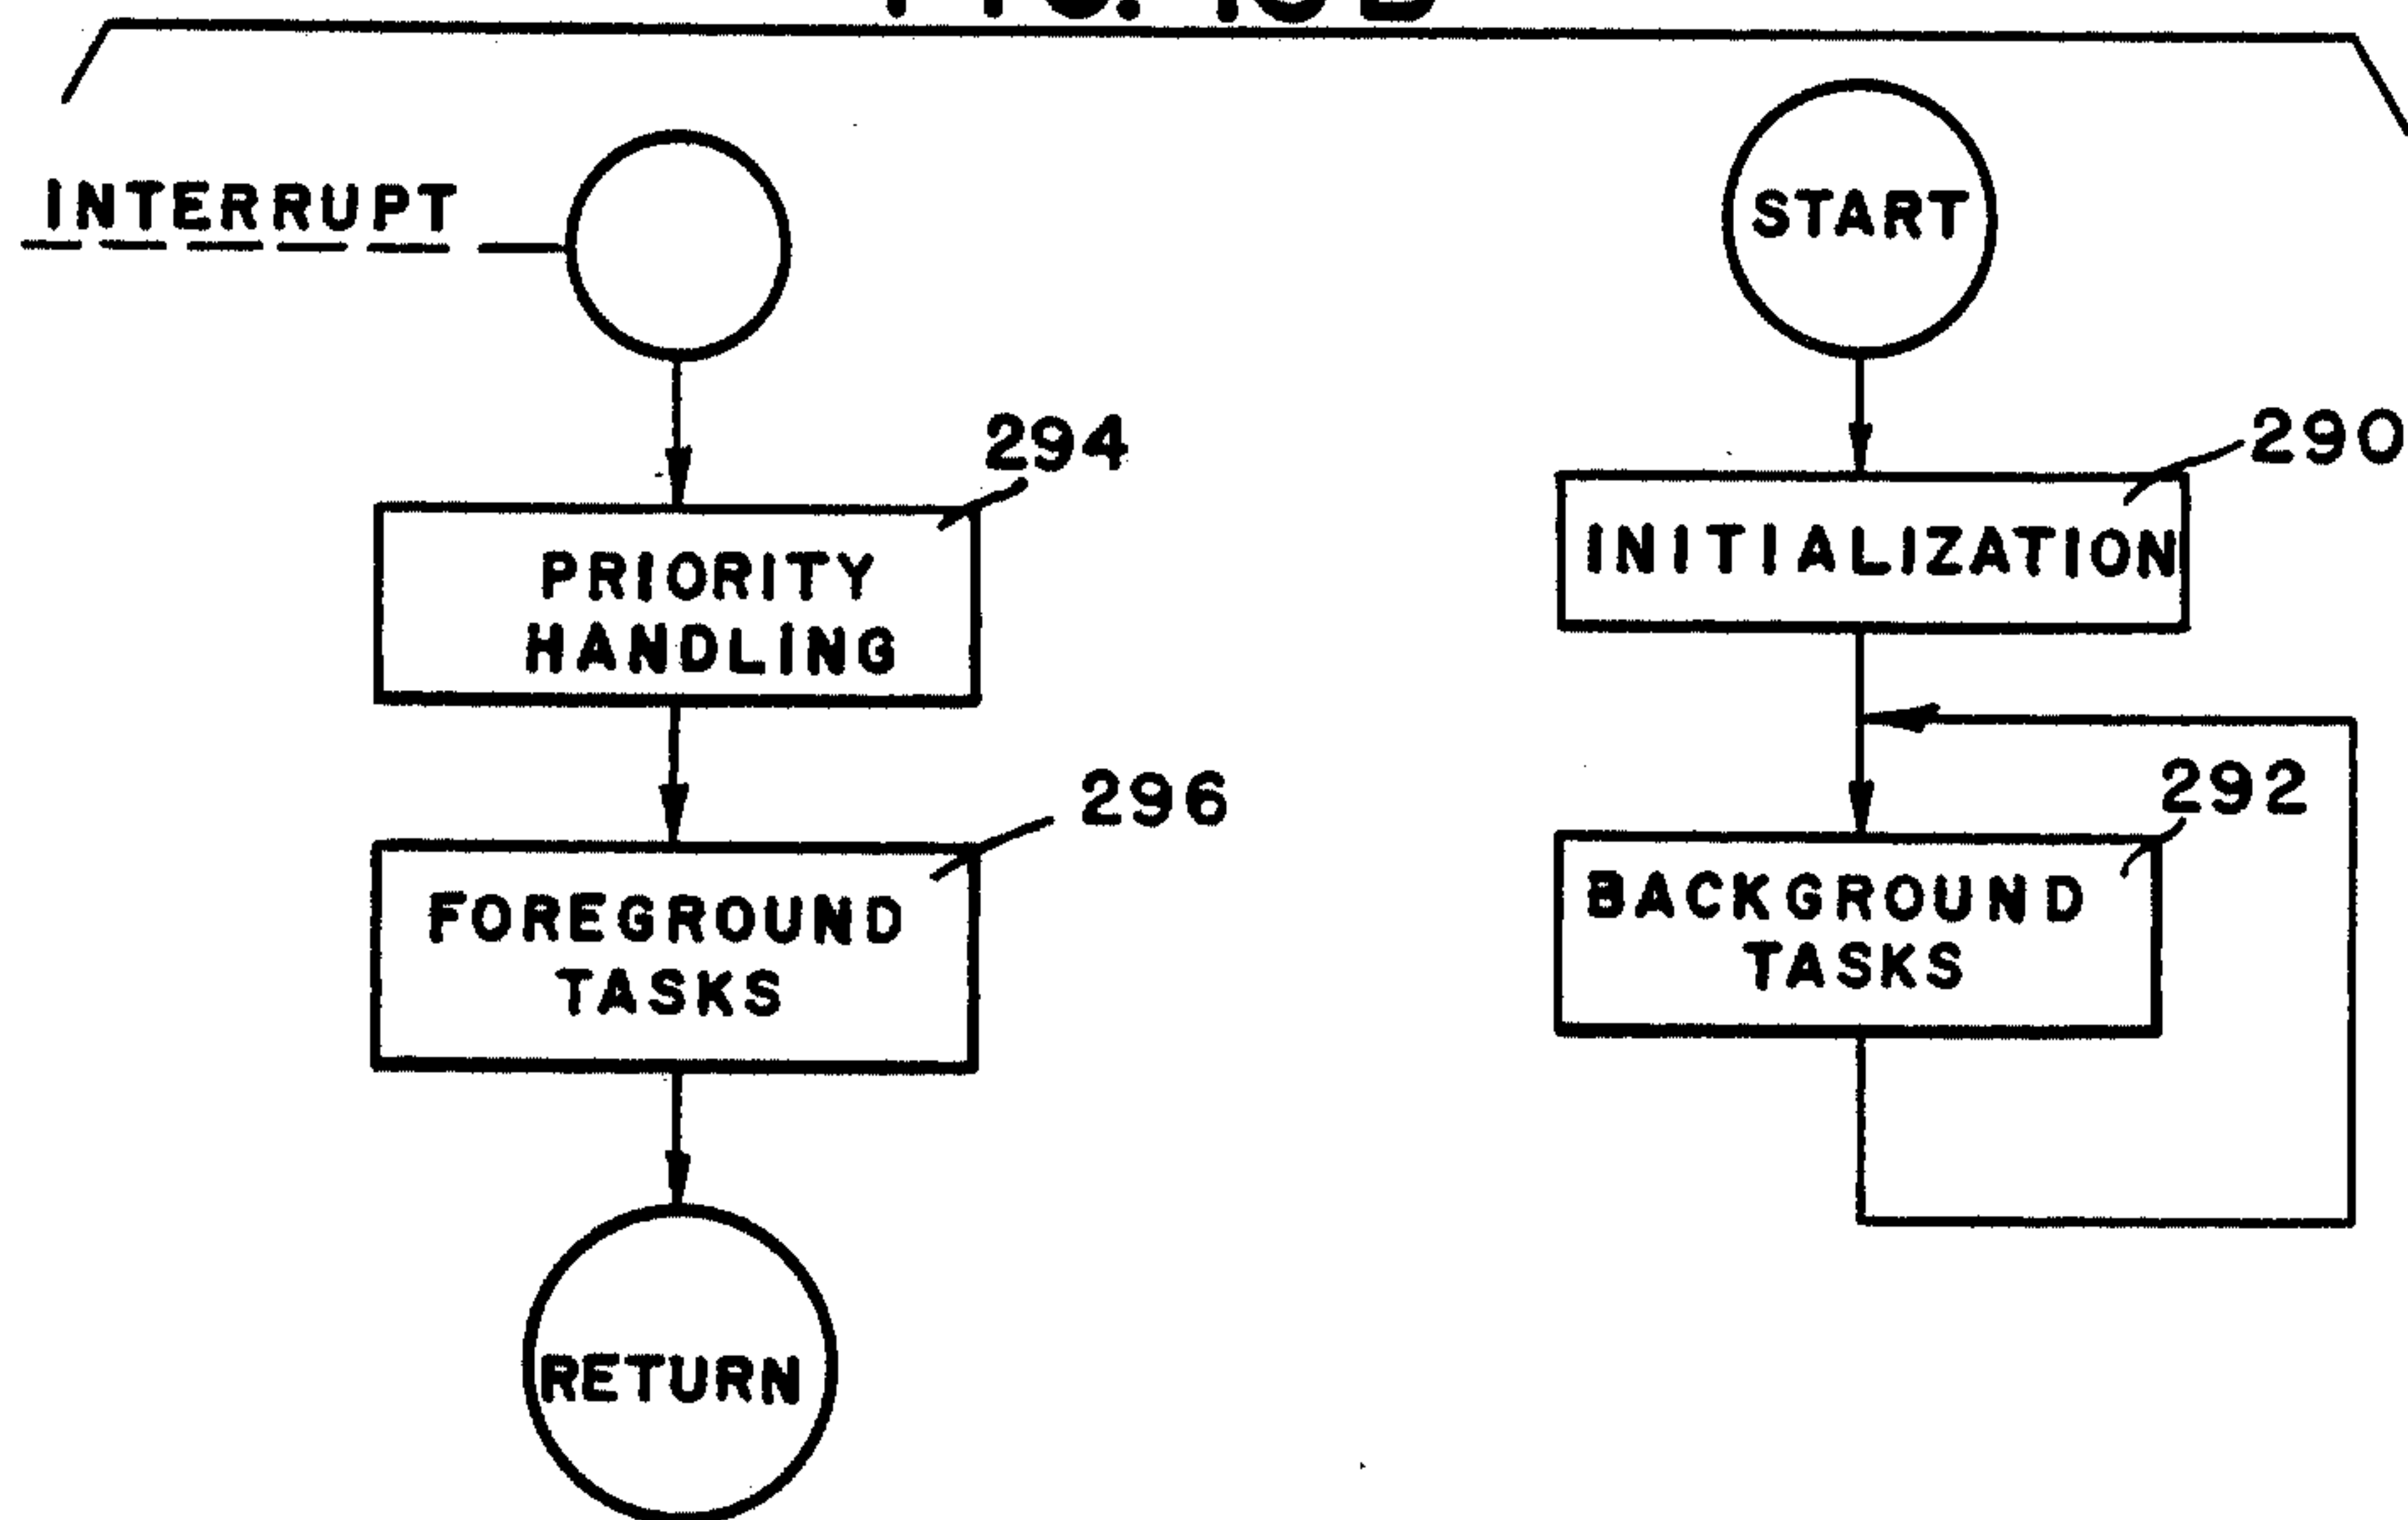 INTERRUPT
START
294
290
PRIORITY
HANDLING
INITIALIZATION
296
292
FOREGROUND
TASKS
BACKGROUND
TASKS
RETURN